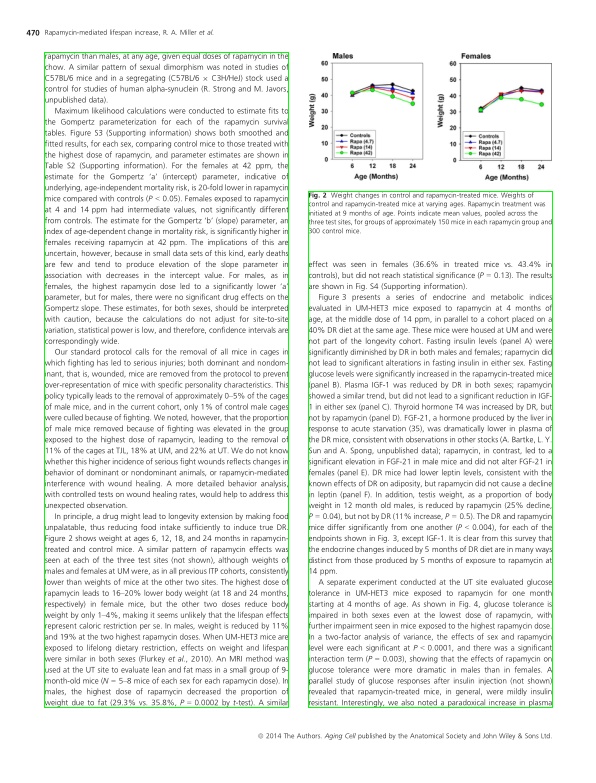 470 Rapamycin-mediated lifespan increase, R. A. Miller et al.
rapamycin than males, at any age, given equal doses of rapamycin in the
chow. A similar pattern of sexual dimorphism was noted in studies of
C57BL/6 mice and in a segregating (C57BL/6 × C3H/HeJ) stock used a
control for studies of human alpha-synuclein (R. Strong and M. Javors,
unpublished data).
Maximum likelihood calculations were conducted to estimate fits to
the Gompertz parameterization for each of the rapamycin survival
tables. Figure S3 (Supporting information) shows both smoothed and
fitted results, for each sex, comparing control mice to those treated with
the highest dose of rapamycin, and parameter estimates are shown in
Table S2 (Supporting information). For the females at 42 ppm, the
estimate for the Gompertz 'a' (intercept) parameter, indicative of
underlying, age-independent mortality risk, is 20-fold lower in rapamycin
mice compared with controls (P < 0.05). Females exposed to rapamycin
at 4 and 14 ppm had intermediate values, not significantly different
from controls. The estimate for the Gompertz 'b' (slope) parameter, an
index of age-dependent change in mortality risk, is significantly higher in
females receiving rapamycin at 42 ppm. The implications of this are
uncertain, however, because in small data sets of this kind, early deaths
are few and tend to produce elevation of the slope parameter in
association with decreases in the intercept value. For males, as in
females, the highest rapamycin dose led to a significantly lower 'a'
parameter, but for males, there were no significant drug effects on the
Gompertz slope. These estimates, for both sexes, should be interpreted
with caution, because the calculations do not adjust for site-to-site
variation, statistical power is low, and therefore, confidence intervals are
correspondingly wide.
Our standard protocol calls for the removal of all mice in cages in
which fighting has led to serious injuries; both dominant and nondom-
inant, that is, wounded, mice are removed from the protocol to prevent
over-representation of mice with specific personality characteristics. This
policy typically leads to the removal of approximately 0–5% of the cages
of male mice, and in the current cohort, only 1% of control male cages
were culled because of fighting. We noted, however, that the proportion
of male mice removed because of fighting was elevated in the group
exposed to the highest dose of rapamycin, leading to the removal of
11% of the cages at TJL, 18% at UM, and 22% at UT. We do not know
whether this higher incidence of serious fight wounds reflects changes in
behavior of dominant or nondominant animals, or rapamycin-mediated
interference with wound healing. A more detailed behavior analysis,
with controlled tests on wound healing rates, would help to address this
unexpected observation.
In principle, a drug might lead to longevity extension by making food
unpalatable, thus reducing food intake sufficiently to induce true DR.
Figure 2 shows weight at ages 6, 12, 18, and 24 months in rapamycin-
treated and control mice. A similar pattern of rapamycin effects was
seen at each of the three test sites (not shown), although weights of
males and females at UM were, as in all previous ITP cohorts, consistently
lower than weights of mice at the other two sites. The highest dose of
rapamycin leads to 16–20% lower body weight (at 18 and 24 months,
respectively) in female mice, but the other two doses reduce body
weight by only 1–4%, making it seems unlikely that the lifespan effects
represent caloric restriction per se. In males, weight is reduced by 11%
and 19% at the two highest rapamycin doses. When UM-HET3 mice are
exposed to lifelong dietary restriction, effects on weight and lifespan
were similar in both sexes (Flurkey et al., 2010). An MRI method was
used at the UT site to evaluate lean and fat mass in a small group of 9-
month-old mice (N = 5–8 mice of each sex for each rapamycin dose). In
males, the highest dose of rapamycin decreased the proportion of
weight due to fat (29.3% vs. 35.8%, P = 0.0002 by t-test). A similar
Males
Weight (g)
60
50
40
30
20
10
0
Controls
Rapa (4.7)
Rapa (14)
Rapa (42)
6 12 18 24
Age (Months)
Females
Weight (g)
60
50
40
30
20
10
0
Controls
Rapa (4.7)
Rapa (14)
Rapa (42)
6 12 18 24
Age (Months)
Fig. 2 Weight changes in control and rapamycin-treated mice. Weights of
control and rapamycin-treated mice at varying ages. Rapamycin treatment was
initiated at 9 months of age. Points indicate mean values, pooled across the
three test sites, for groups of approximately 150 mice in each rapamycin group and
300 control mice.
effect was seen in females (36.6% in treated mice vs. 43.4% in
controls), but did not reach statistical significance (P = 0.13). The results
are shown in Fig. S4 (Supporting information).
Figure 3 presents a series of endocrine and metabolic indices
evaluated in UM-HET3 mice exposed to rapamycin at 4 months of
age, at the middle dose of 14 ppm, in parallel to a cohort placed on a
40% DR diet at the same age. These mice were housed at UM and were
not part of the longevity cohort. Fasting insulin levels (panel A) were
significantly diminished by DR in both males and females; rapamycin did
not lead to significant alterations in fasting insulin in either sex. Fasting
glucose levels were significantly increased in the rapamycin-treated mice
(panel B). Plasma IGF-1 was reduced by DR in both sexes; rapamycin
showed a similar trend, but did not lead to a significant reduction in IGF-
1 in either sex (panel C). Thyroid hormone T4 was increased by DR, but
not by rapamycin (panel D). FGF-21, a hormone produced by the liver in
response to acute starvation (35), was dramatically lower in plasma of
the DR mice, consistent with observations in other stocks (A. Bartke, L. Y.
Sun and A. Spong, unpublished data); rapamycin, in contrast, led to a
significant elevation in FGF-21 in male mice and did not alter FGF-21 in
females (panel E). DR mice had lower leptin levels, consistent with the
known effects of DR on adiposity, but rapamycin did not cause a decline
in leptin (panel F). In addition, testis weight, as a proportion of body
weight in 12 month old males, is reduced by rapamycin (25% decline,
P = 0.04), but not by DR (11% increase, P = 0.5). The DR and rapamycin
mice differ significantly from one another (P < 0.004), for each of the
endpoints shown in Fig. 3, except IGF-1. It is clear from this survey that
the endocrine changes induced by 5 months of DR diet are in many ways
distinct from those produced by 5 months of exposure to rapamycin at
14 ppm.
A separate experiment conducted at the UT site evaluated glucose
tolerance in UM-HET3 mice exposed to rapamycin for one month
starting at 4 months of age. As shown in Fig. 4, glucose tolerance is
impaired in both sexes even at the lowest dose of rapamycin, with
further impairment seen in mice exposed to the highest rapamycin dose.
In a two-factor analysis of variance, the effects of sex and rapamycin
level were each significant at P < 0.0001, and there was a significant
interaction term (P = 0.003), showing that the effects of rapamycin on
glucose tolerance were more dramatic in males than in females. A
parallel study of glucose responses after insulin injection (not shown)
revealed that rapamycin-treated mice, in general, were mildly insulin
resistant. Interestingly, we also noted a paradoxical increase in plasma
© 2014 The Authors. Aging Cell published by the Anatomical Society and John Wiley & Sons Ltd.